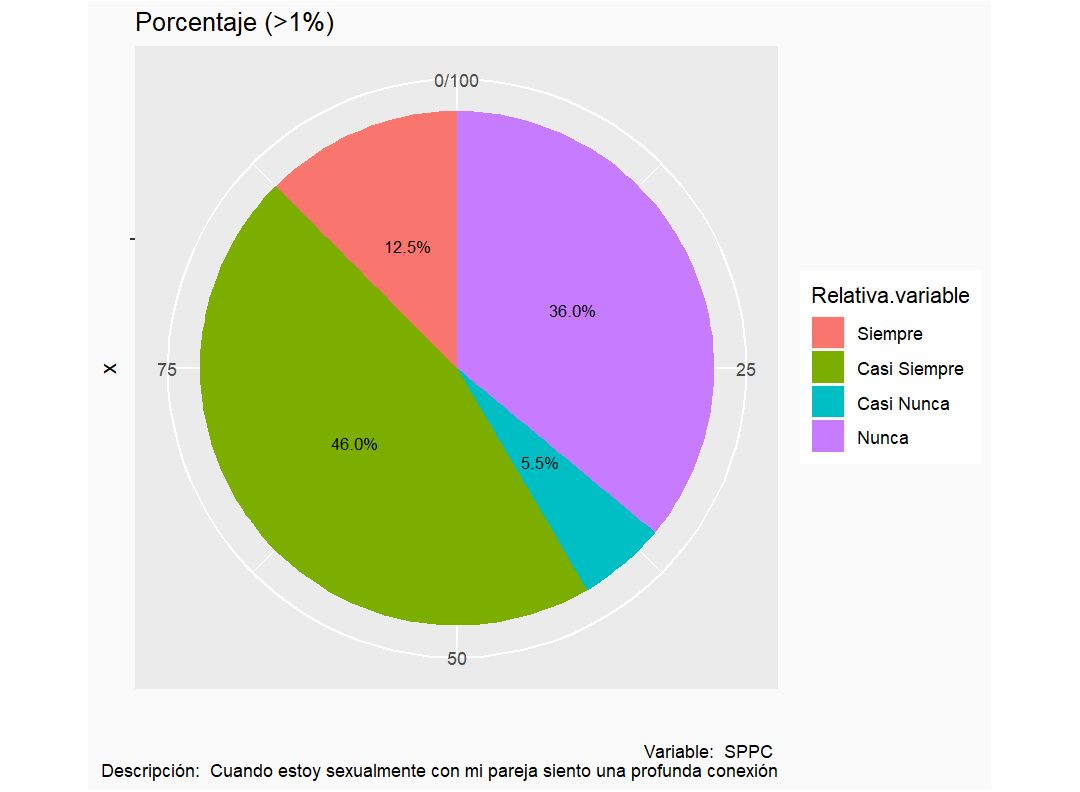 Porcentaje (>1%)
0/100
12.5%
36.0%
x
75
25
46.0%
5.5%
50
Relativa.variable
Siempre
Casi Siempre
Casi Nunca
Nunca
Variable:  SPPC
Descripción:  Cuando estoy sexualmente con mi pareja siento una profunda conexión